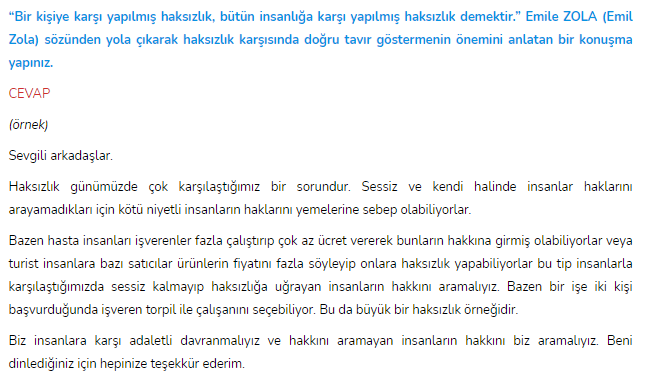 “Bir kişiye karşı yapılmış haksızlık, bütün insanlığa karşı yapılmış haksızlık demektir.” Emile ZOLA (Emil
Zola) sözünden yola çıkarak haksızlık karşısında doğru tavır göstermenin önemini anlatan bir konuşma
yapınız.
CEVAP
(örnek)
Sevgili arkadaşlar.
Haksızlık günümüzde çok karşılaştığımız bir sorundur. Sessiz ve kendi halinde insanlar haklarını
arayamadıkları için kötü niyetli insanların haklarını yemelerine sebep olabiliyorlar.
Bazen hasta insanları işverenler fazla çalıştırıp çok az ücret vererek bunların hakkına girmiş olabiliyorlar veya
turist insanlara bazı satıcılar ürünlerin fiyatını fazla söyleyip onlara haksızlık yapabiliyorlar bu tip insanlarla
karşılaştığımızda sessiz kalmayıp haksızlığa uğrayan insanların hakkını aramalıyız. Bazen bir işe iki kişi
başvurduğunda işveren torpil ile çalışanını seçebiliyor. Bu da büyük bir haksızlık örneğidir.
Biz insanlara karşı adaletli davranmalıyız ve hakkını aramayan insanların hakkını biz aramalıyız. Beni
dinlediğiniz için hepinize teşekkür ederim.